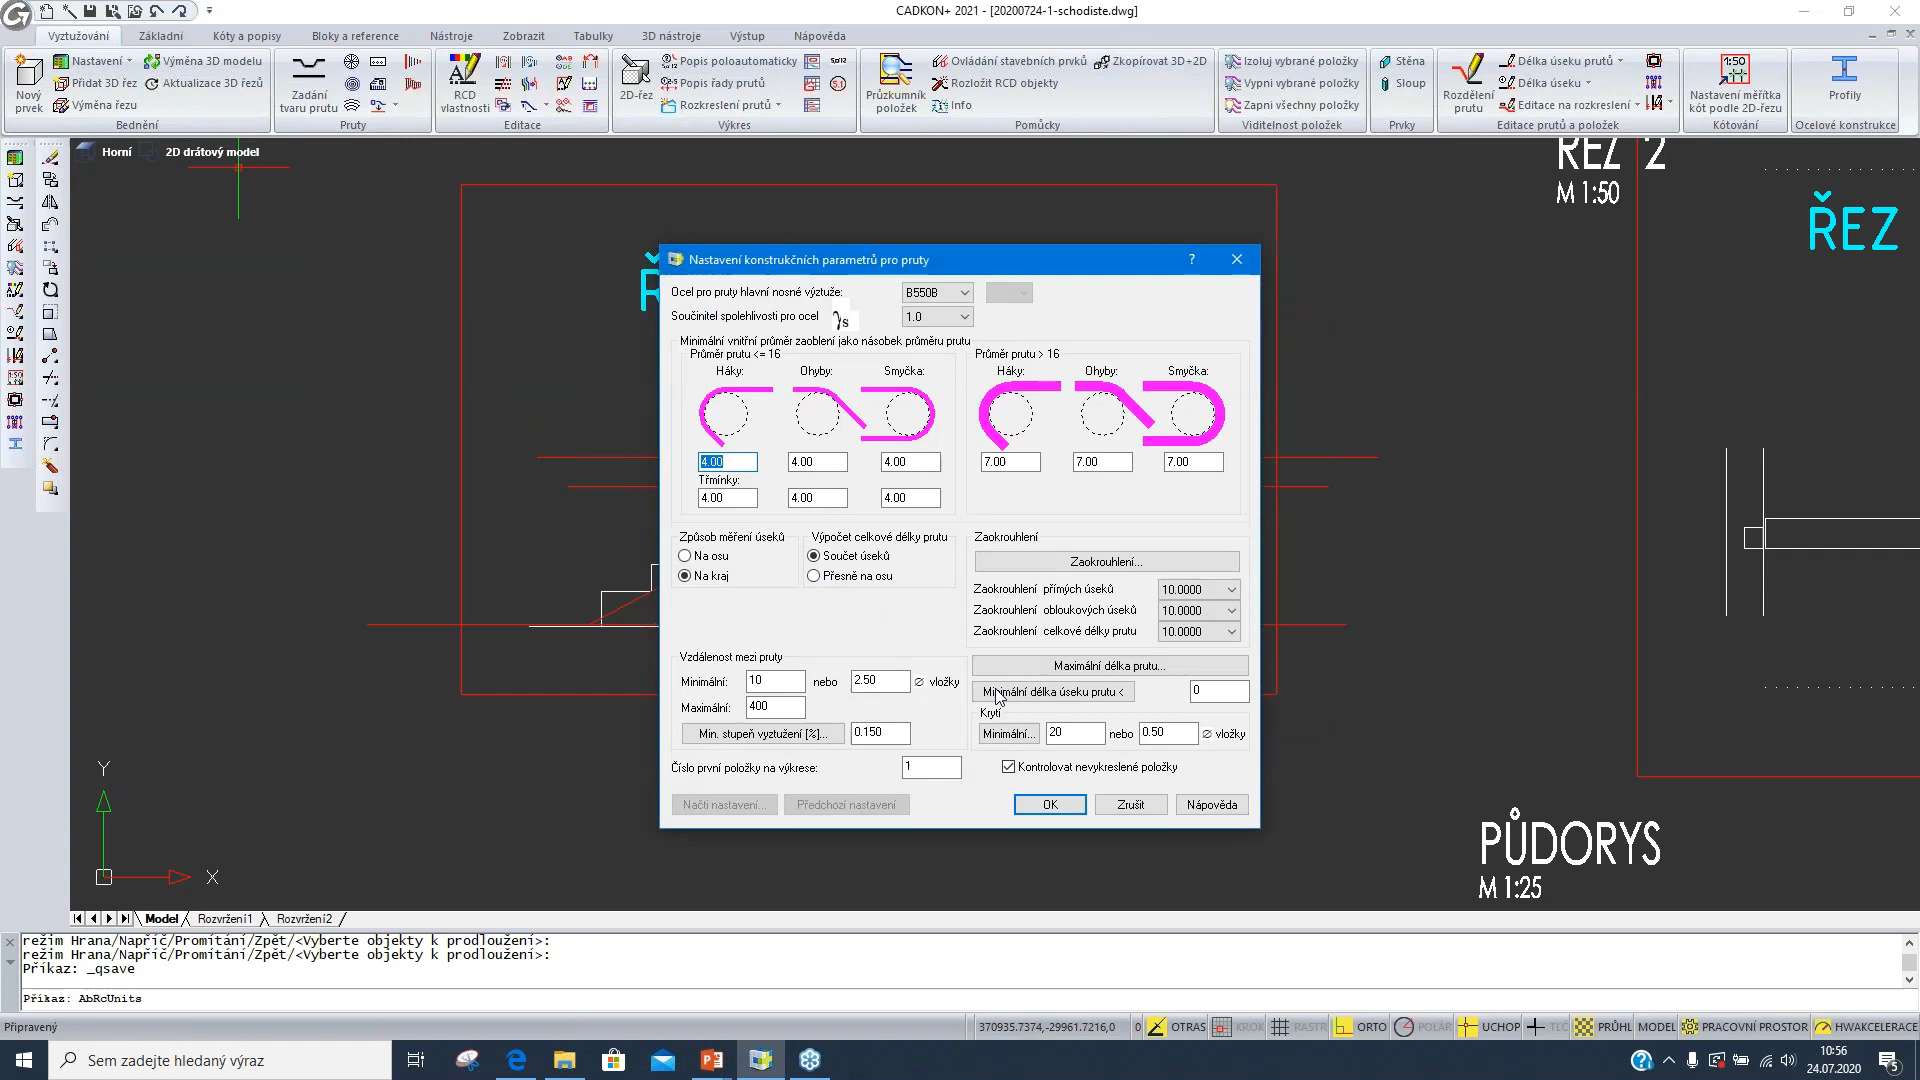 CADKON+ 2021 - [20200724-1-schodiste.dwg]
Vyztužování Základní Kóty a popisy Bloky a reference Nástroje Zobrazit Tabulky 3D nástroje Výstup Nápověda
Nový prvek
Nastavení
Přidat 3D řez
Výměna řezu
Výměna 3D modelu
Aktualizace 3D řezů
Bednění
Zadání tvaru prutu
Pruty
RCD vlastnosti
Editace
2D-řez
Popis poloautomaticky
Popis řady prutů
Rozkreslení prutů
Výkres
Průzkumník položek
Ovládání stavebních prvků
Rozložit RCD objekty
Info
Zkopírovat 3D+2D
Pomůcky
Izoluj vybrané položky
Vypni vybrané položky
Zapni všechny položky
Viditelnost položek
Stěna
Sloup
Prvky
Rozdělení prutu
Délka úseku prutů
Délka úseku
Editace na rozkreslení
Editace prutů a položek
1:50
Nastavení měřítka kót podle 2D-řezu
Kótování
Profily
Ocelové konstrukce
Horní 2D drátový model
ŘEZ 2
M 1:50
ŘEZ
Nastavení konstrukčních parametrů pro pruty ?
Ocel pro pruty hlavní nosné výztuže: B550B
Součinitel spolehlivosti pro ocel γs 1.0
Minimální vnitřní průměr zaoblení jako násobek průměru prutu
Průměr prutu <= 16 Průměr prutu > 16
Háky: Ohyby: Smyčka: Háky: Ohyby: Smyčka:
4.00 4.00 4.00 7.00 7.00 7.00
Třmínky:
4.00 4.00 4.00
Způsob měření úseků Výpočet celkové délky prutu Zaokrouhlení
Na osu Součet úseků Zaokrouhlení...
Na kraj Přesně na osu
Zaokrouhlení přímých úseků 10.0000
Zaokrouhlení obloukových úseků 10.0000
Zaokrouhlení celkové délky prutu 10.0000
Vzdálenost mezi pruty Maximální délka prutu...
Minimální: 10 nebo 2.50 ∅ vložky Minimální délka úseku prutu < 0
Maximální: 400 Krytí
Min. stupeň vyztužení [%]... 0.150 Minimální... 20 nebo 0.50 ∅ vložky
Číslo první položky na výkrese: 1 Kontrolovat nevykreslené položky
Načti nastavení... Předchozí nastavení OK Zrušit Nápověda
Y
X
PŮDORYS
M 1:25
Model Rozvržení1 Rozvržení2
režim Hrana/Napříč/Promítání/Zpět/<Vyberte objekty k prodloužení>:
režim Hrana/Napříč/Promítání/Zpět/<Vyberte objekty k prodloužení>:
Příkaz: _qsave
Příkaz: AbRcUnits
Připravený 370935.7374,-29961.7216,0 0 OTRAS KROK RASTR ORTO POLÁR UCHOP PRŮHL MODEL PRACOVNÍ PROSTOR HWAKCELERACE
Sem zadejte hledaný výraz
10:56
24.07.2020
5